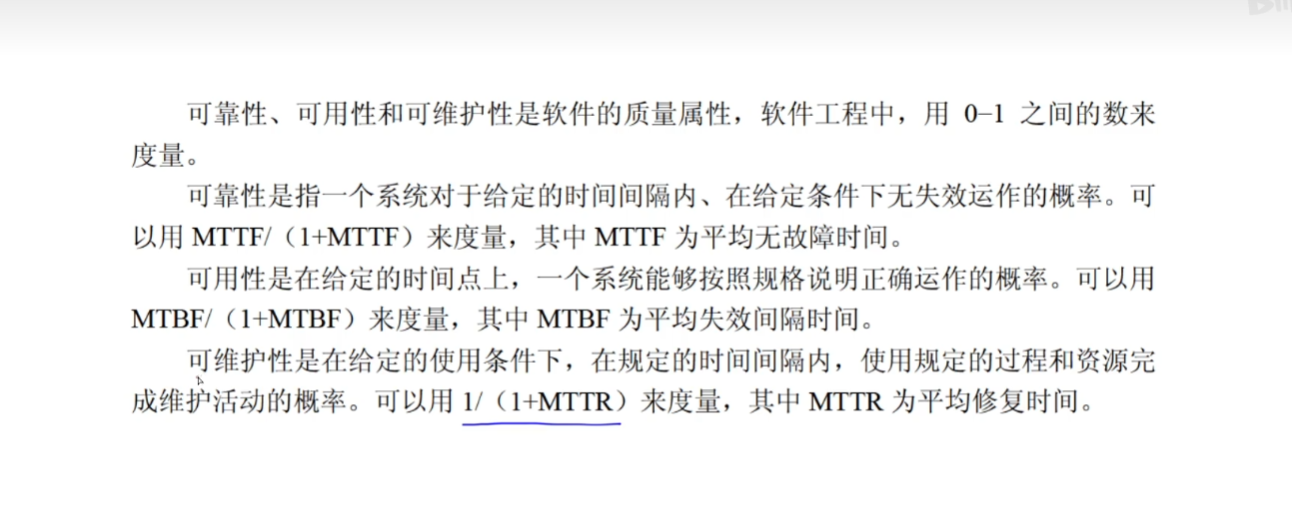 可靠性、可用性和可维护性是软件的质量属性，软件工程中，用 0–1 之间的数来
度量。
可靠性是指一个系统对于给定的时间间隔内、在给定条件下无失效运作的概率。可
以用 MTTF/（1+MTTF）来度量，其中 MTTF 为平均无故障时间。
可用性是在给定的时间点上，一个系统能够按照规格说明正确运作的概率。可以用
MTBF/（1+MTBF）来度量，其中 MTBF 为平均失效间隔时间。
可维护性是在给定的使用条件下，在规定的时间间隔内，使用规定的过程和资源完
成维护活动的概率。可以用 1/（1+MTTR）来度量，其中 MTTR 为平均修复时间。